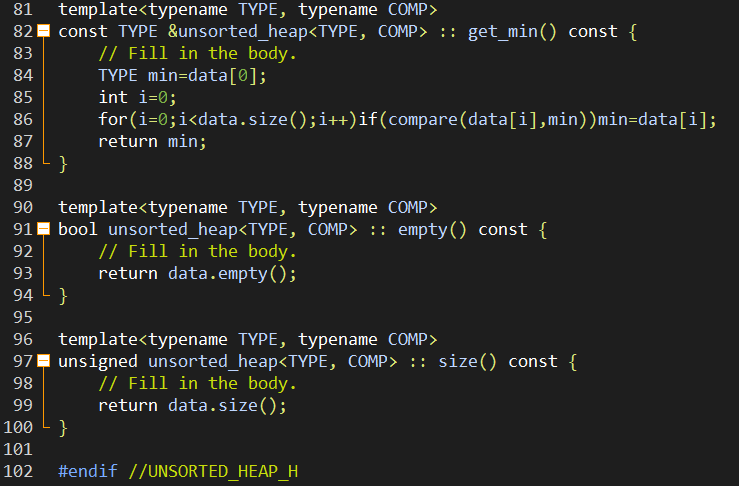 81 template<typename TYPE, typename COMP>
82 const TYPE &unsorted_heap<TYPE, COMP> :: get_min() const {
83 // Fill in the body.
84 TYPE min=data[0];
85 int i=0;
86 for(i=0;i<data.size();i++)if(compare(data[i],min))min=data[i];
87 return min;
88 }
89
90 template<typename TYPE, typename COMP>
91 bool unsorted_heap<TYPE, COMP> :: empty() const {
92 // Fill in the body.
93 return data.empty();
94 }
95
96 template<typename TYPE, typename COMP>
97 unsigned unsorted_heap<TYPE, COMP> :: size() const {
98 // Fill in the body.
99 return data.size();
100 }
101
102 #endif //UNSORTED_HEAP_H